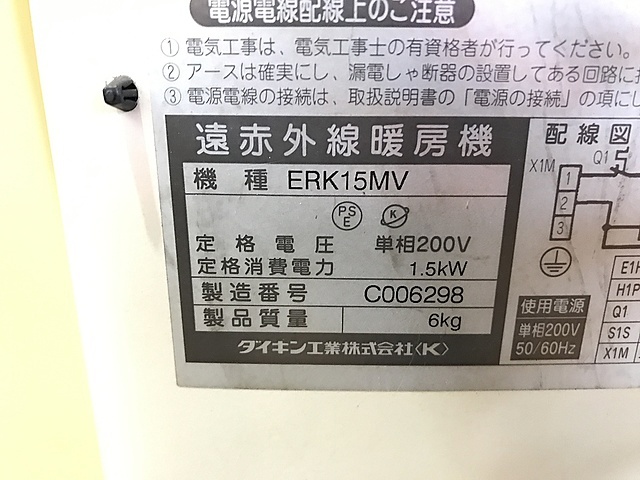 電源電線配線上のご注意
① 電気工事は、電気工事士の有資格者が行ってください。
② アースは確実にし、漏電しゃ断器の設置してある回路に
③ 電源電線の接続は、取扱説明書の「電源の接続」の項にし
遠赤外線暖房機
機種 ERK15MV
PSE K
定格電圧 単相200V
定格消費電力 1.5kW
製造番号 C006298
製品質量 6kg
ダイキン工業株式会社〈K〉
配線図
Q1
X1M
1
2
3
使用電源
単相200V
50/60Hz
E1H
H1P
Q1
S1S
X1M